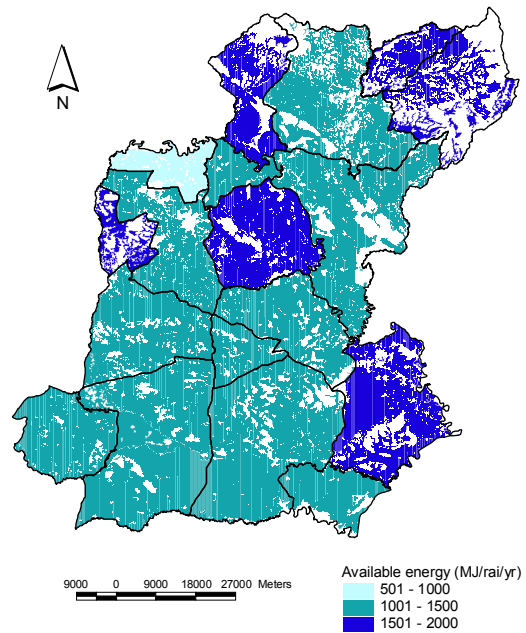 N
9000 0 9000 18000 27000 Meters
Available energy (MJ/rai/yr)
501 - 1000
1001 - 1500
1501 - 2000